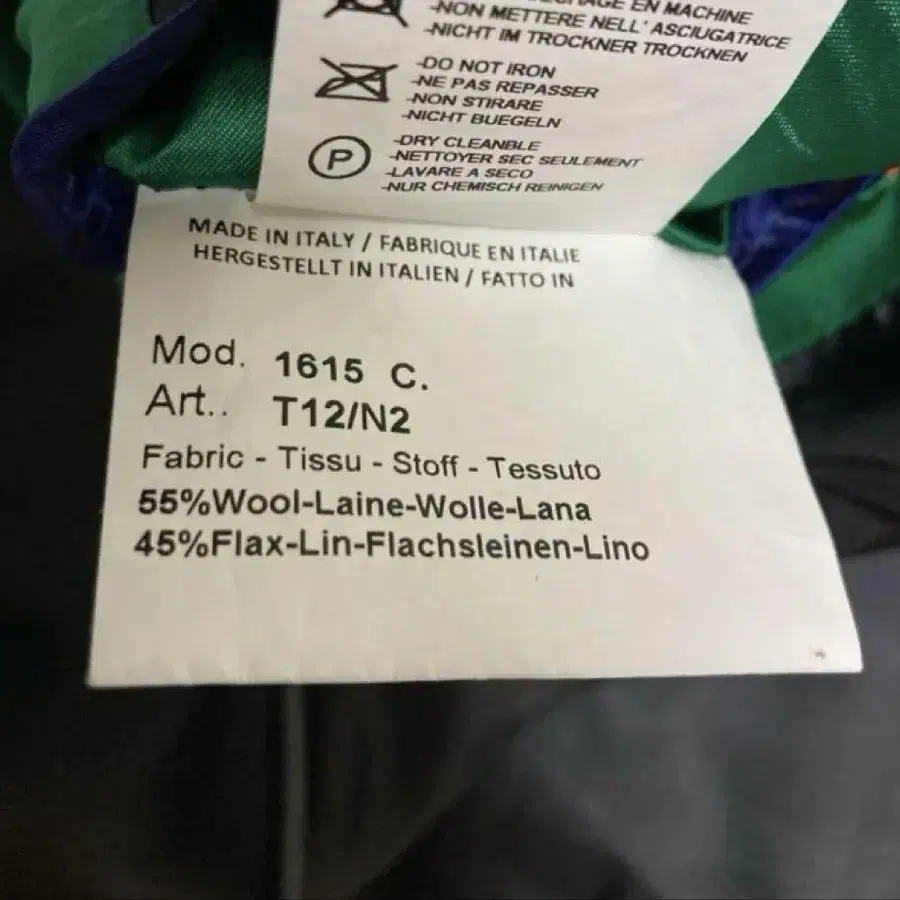 EN MACHINE
-NON METTERE NELL' ASCIUGATRICE
-NICHT IM TROCKNER TROCKNEN
-DO NOT IRON
-NE PAS REPASSER
-NON STIRARE
-NICHT BUEGELN
P
-DRY CLEANBLE
-NETTOYER SEC SEULEMENT
-LAVARE A SECO
-NUR CHEMISCH REINIGEN
MADE IN ITALY / FABRIQUE EN ITALIE
HERGESTELLT IN ITALIEN / FATTO IN
Mod. 1615 C.
Art.. T12/N2
Fabric - Tissu - Stoff - Tessuto
55%Wool-Laine-Wolle-Lana
45%Flax-Lin-Flachsleinen-Lino